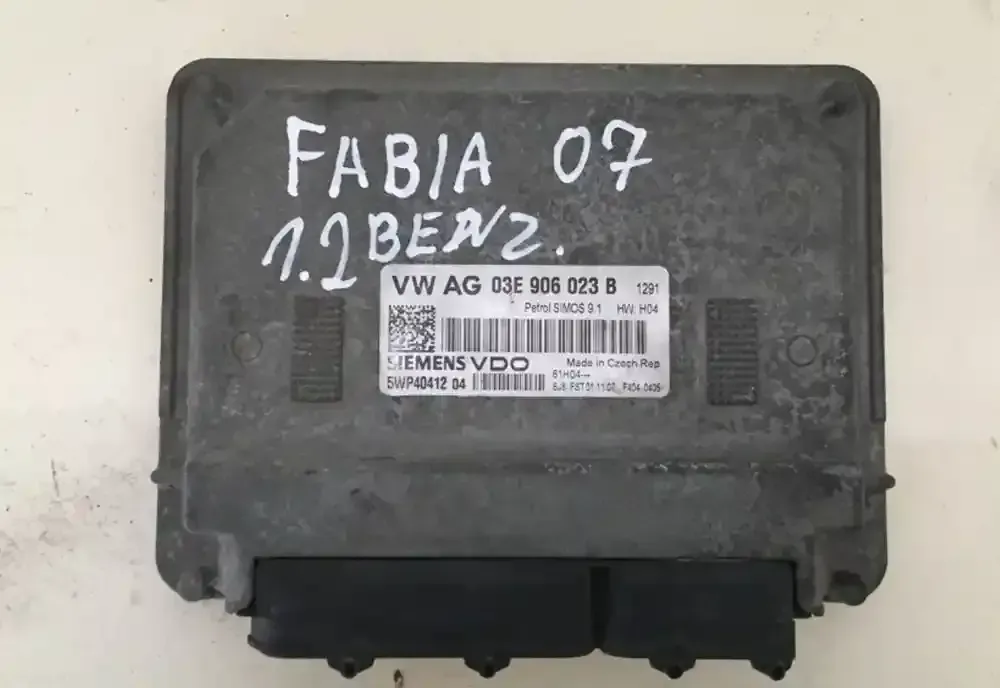 FABIA 07
1.2 BENZ.
VW AG 03E 906 023 B 1291
Petrol SIMOS 9.1 HW: H04
SIEMENS VDO Made in Czech Rep
5WP40412 04 61H04---